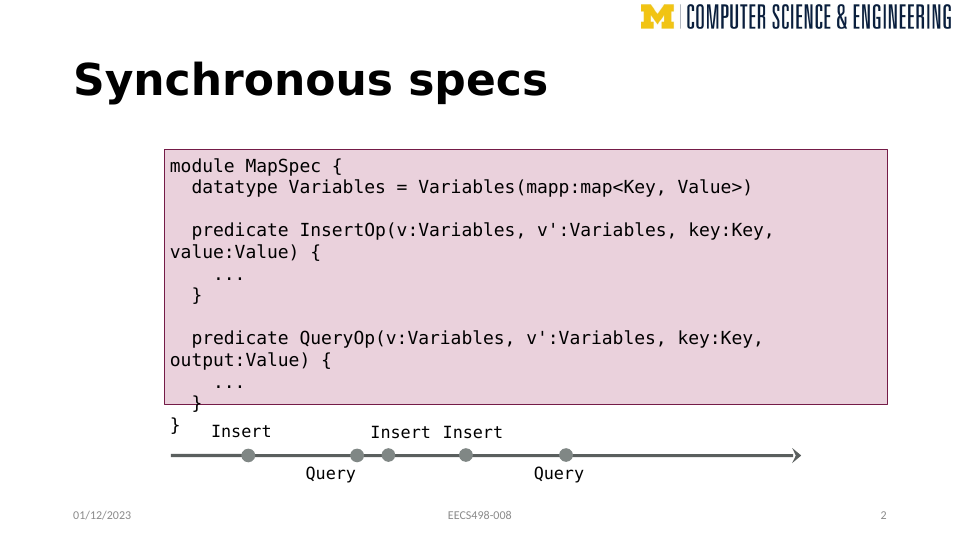 M | COMPUTER SCIENCE & ENGINEERING
Synchronous specs
module MapSpec {
  datatype Variables = Variables(mapp:map<Key, Value>)
  predicate InsertOp(v:Variables, v':Variables, key:Key,
value:Value) {
    ...
  }
  predicate QueryOp(v:Variables, v':Variables, key:Key,
output:Value) {
    ...
  }
}
Insert Insert Insert
Query Query
01/12/2023 EECS498-008 2